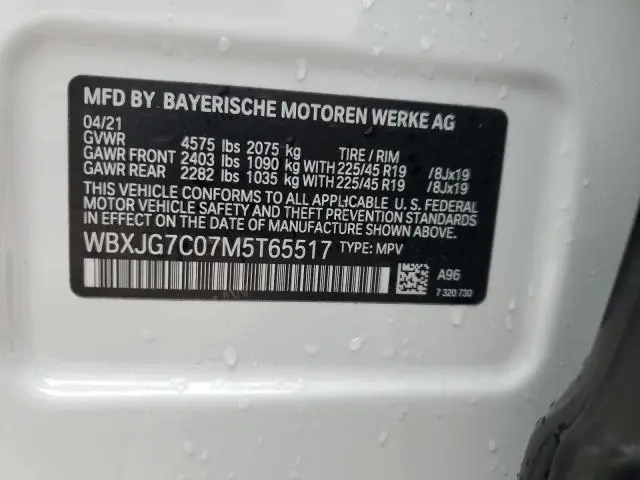 MFD BY BAYERISCHE MOTOREN WERKE AG
04/21
GVWR 4575 lbs 2075 kg TIRE / RIM
GAWR FRONT 2403 lbs 1090 kg WITH 225/45 R19 /8Jx19
GAWR REAR 2282 lbs 1035 kg WITH 225/45 R19 /8Jx19
THIS VEHICLE CONFORMS TO ALL APPLICABLE U. S. FEDERAL
MOTOR VEHICLE SAFETY, BUMPER, AND THEFT PREVENTION STANDARDS
IN EFFECT ON THE DATE OF MANUFACTURE SHOWN ABOVE.
WBXJG7C07M5T65517 TYPE: MPV
A96
7 320 730